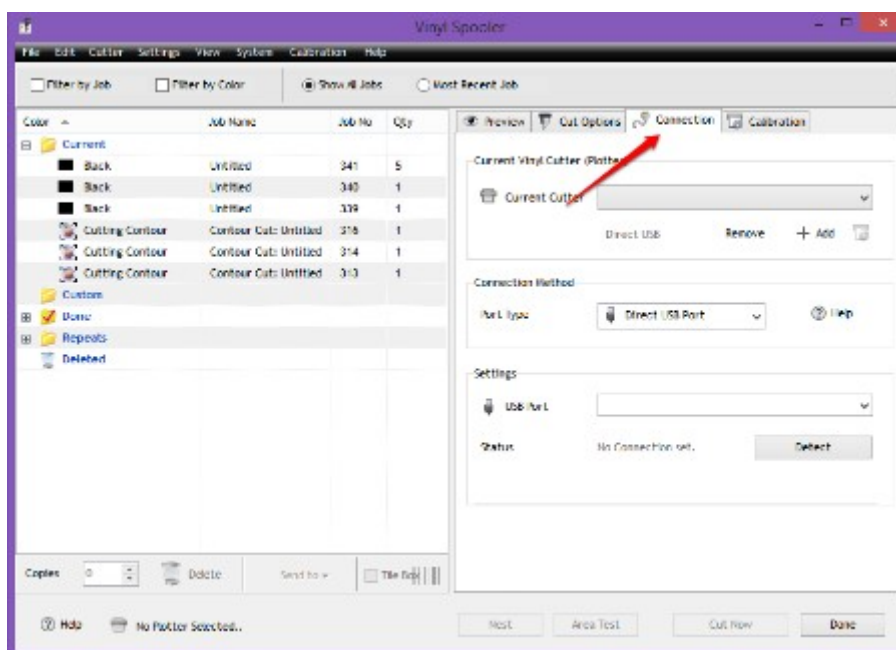 Vinyl Spooler
File Edit Cutter Settings View System Calibration Help
Filter by Job Filter by Color Show All Jobs Most Recent Job
Color Job Name Job No Qty
Current
Back Untitled 341 5
Back Untitled 340 1
Back Untitled 339 1
Cutting Contour Contour Cut: Untitled 316 1
Cutting Contour Contour Cut: Untitled 314 1
Cutting Contour Contour Cut: Untitled 313 1
Custom
Done
Repeats
Deleted
Copies 0 Delete Send to Tile Box
Preview Cut Options Connection Calibration
Current Vinyl Cutter (Plotter
Current Cutter
Direct USB Remove + Add
Connection Method
Port Type Direct USB Port Help
Settings
USB Port
Status No Connection set. Detect
Help No Plotter Selected.. Nest Area Test Cut Now Done